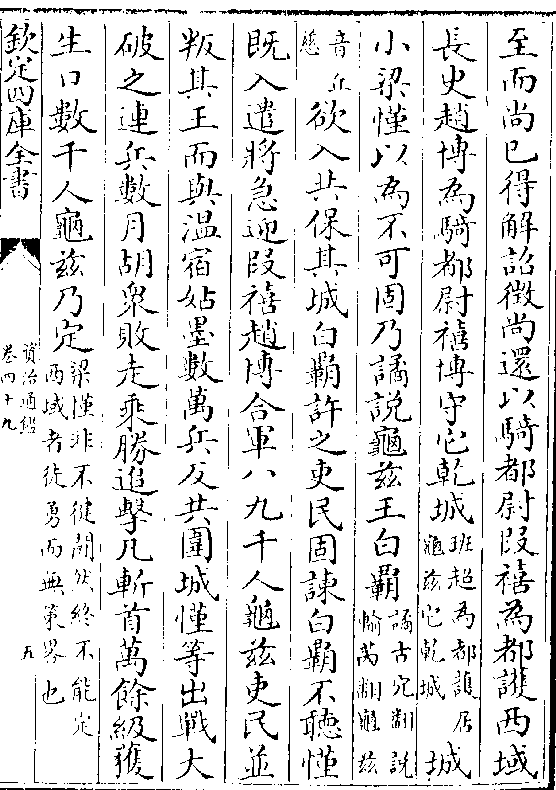 至而尚已得解詔徴尚還以騎都尉段禧為都護西域
長史趙博為騎都尉禧博守它乾城班超為都護居龜兹它乾城城
小梁慬以為不可固乃譎說龜兹王白霸譎古穴翻說輸芮翻龜兹
音丘慈欲入共保其城白霸許之吏民固諫白霸不聽慬
既入遣將急迎段禧趙博合軍八九千人龜兹吏民並
叛其王而與温宿姑墨數萬兵反共圍城慬等出戰大
破之連兵數月胡衆敗走乘勝追擊凡斬首萬餘級獲
生口數千人龜兹乃定梁慬非不健鬭然終不能定西域者徒勇而無策畧也
欽定四庫全書
資治通鑑
卷四十九
五